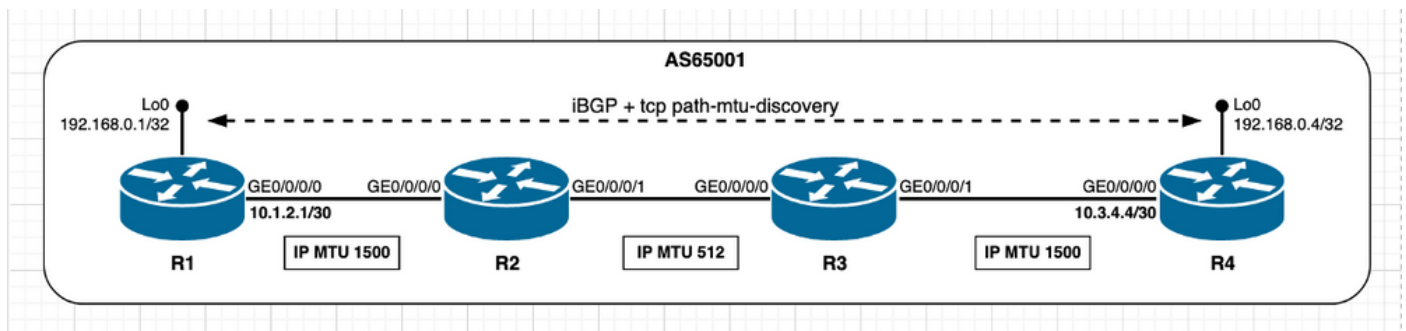 AS65001
iBGP + tcp path-mtu-discovery
Lo0
192.168.0.1/32
Lo0
192.168.0.4/32
GE0/0/0/0
GE0/0/0/0
GE0/0/0/1
GE0/0/0/0
GE0/0/0/1
GE0/0/0/0
10.1.2.1/30
10.3.4.4/30
IP MTU 1500
IP MTU 512
IP MTU 1500
R1
R2
R3
R4